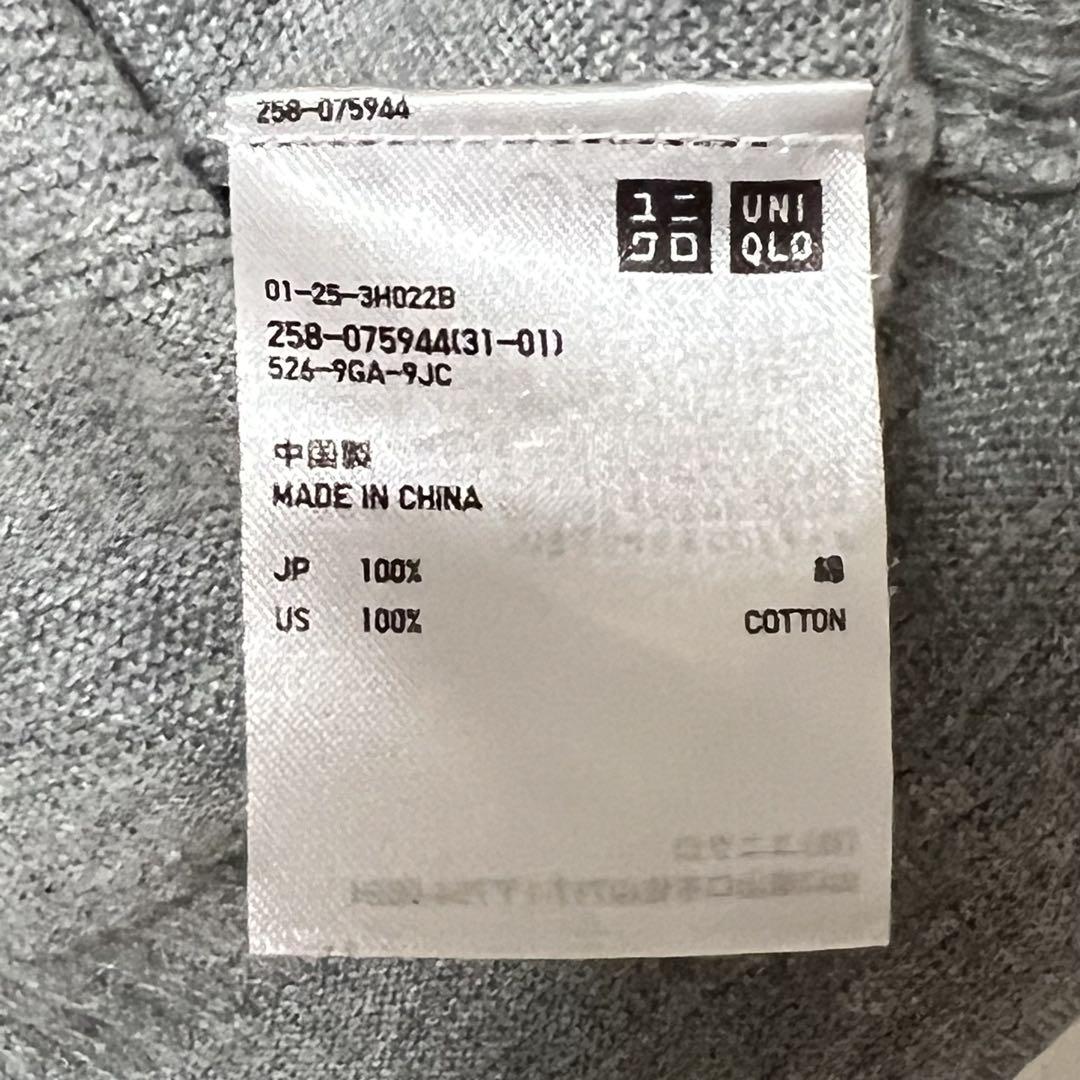 258-075944
ユニ
クロ
UNI
QLO
01-25-3H022B
258-075944(31-01)
526-9GA-9JC
中国製
MADE IN CHINA
JP 100% 綿
US 100% COTTON